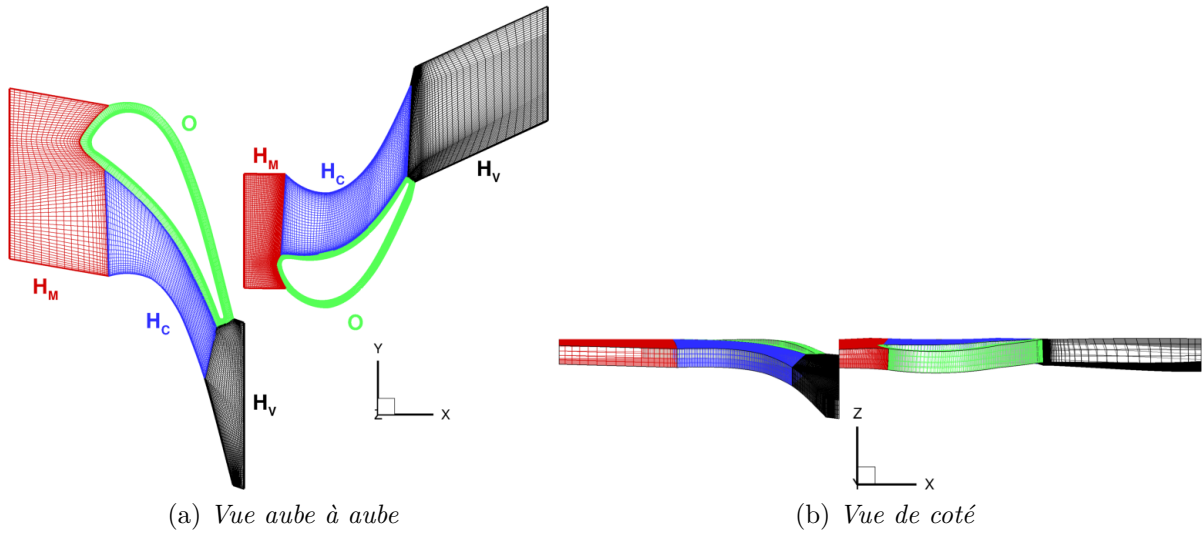 O
H_C
H_M
H_V
O
H_M
H_C
O
H_V
Y
Z X
Z
Y X
(a) Vue aube à aube
(b) Vue de coté